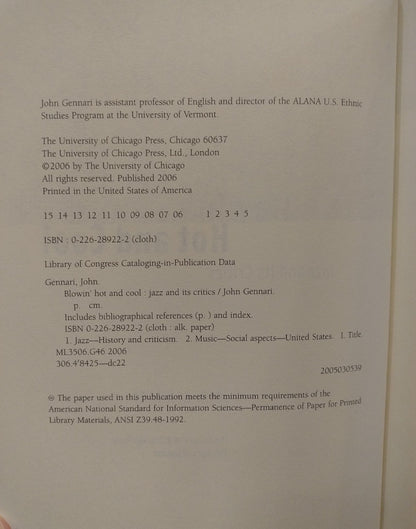 John Gennari is assistant professor of English and director of the ALANA U.S. Ethnic
Studies Program at the University of Vermont.
The University of Chicago Press, Chicago 60637
The University of Chicago Press, Ltd., London
©2006 by The University of Chicago
All rights reserved. Published 2006
Printed in the United States of America
15 14 13 12 11 10 09 08 07 06 1 2 3 4 5
ISBN : 0-226-28922-2 (cloth)
Library of Congress Cataloging-in-Publication Data
Gennari, John.
Blowin' hot and cool : jazz and its critics / John Gennari.
p. cm.
Includes bibliographical references (p. ) and index.
ISBN 0-226-28922-2 (cloth : alk. paper)
1. Jazz—History and criticism. 2. Music—Social aspects—United States. I. Title.
ML3506.G46 2006
306.4'8425—dc22
2005030539
♾ The paper used in this publication meets the minimum requirements of the
American National Standard for Information Sciences—Permanence of Paper for Printed
Library Materials, ANSI Z39.48-1992.